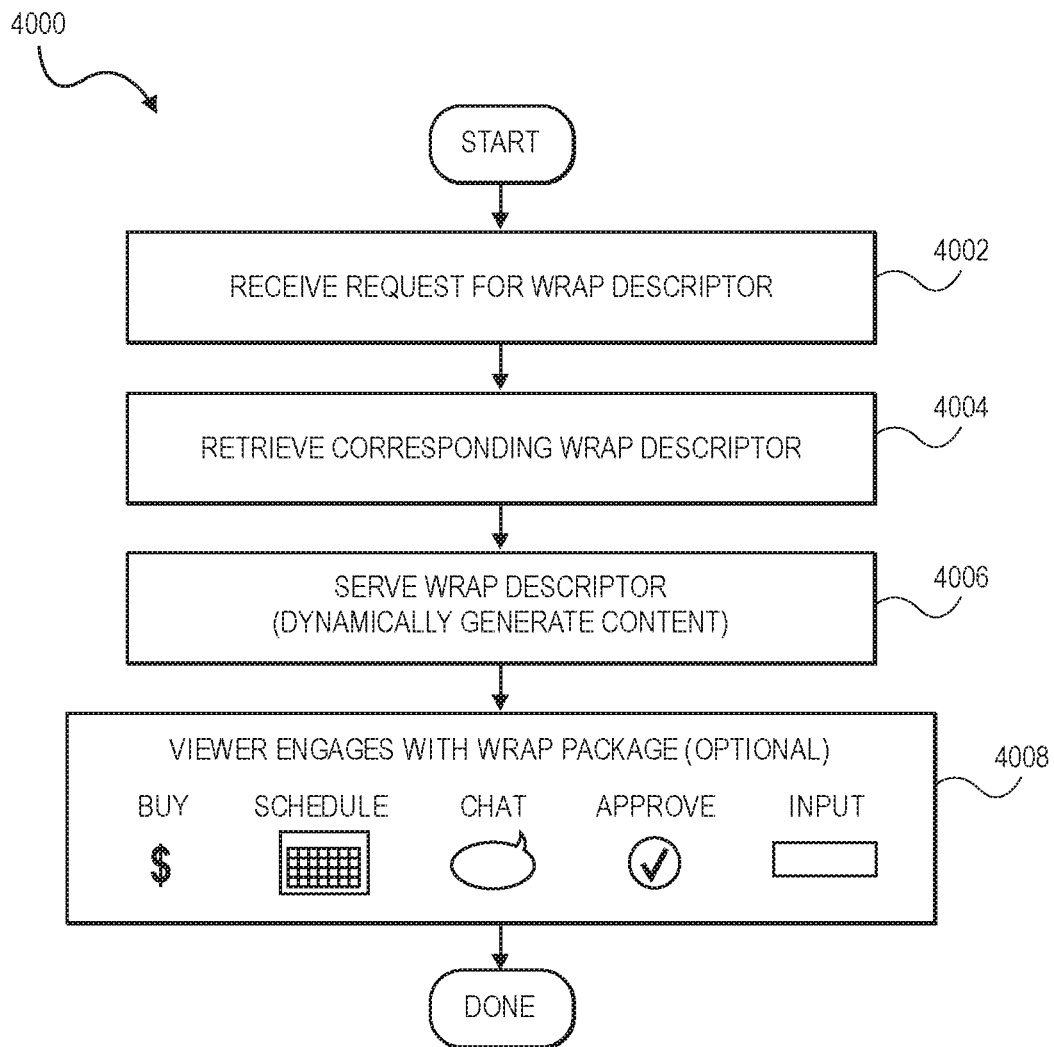 4000
START
RECEIVE REQUEST FOR WRAP DESCRIPTOR
4002
RETRIEVE CORRESPONDING WRAP DESCRIPTOR
4004
SERVE WRAP DESCRIPTOR
(DYNAMICALLY GENERATE CONTENT)
4006
VIEWER ENGAGES WITH WRAP PACKAGE (OPTIONAL)
4008
BUY SCHEDULE CHAT APPROVE INPUT
$
DONE